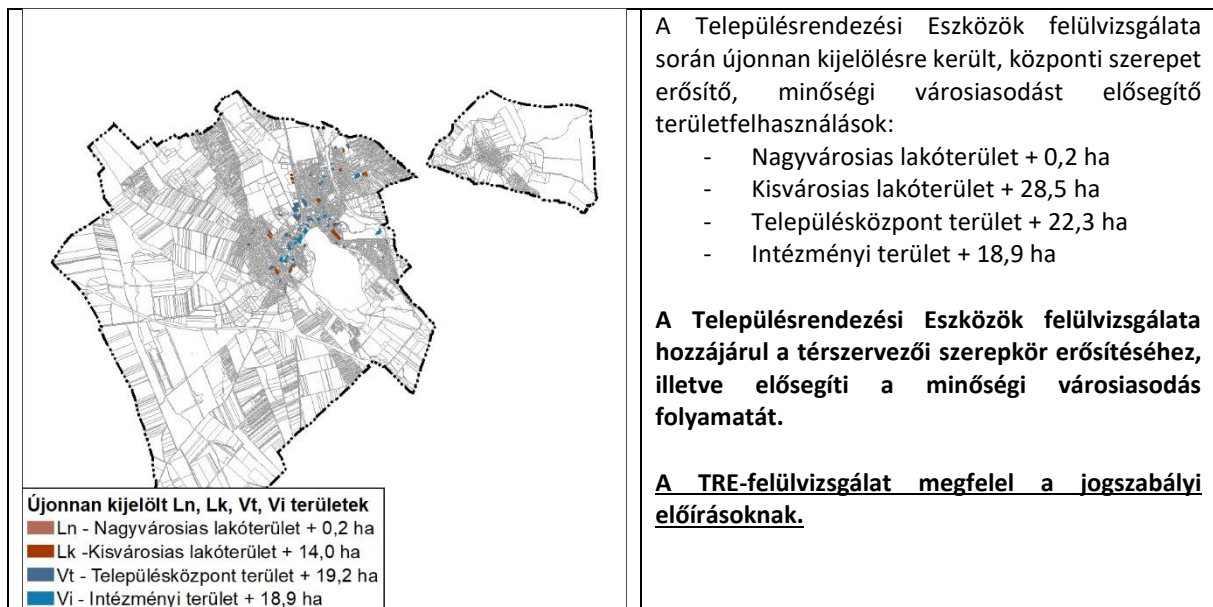 Újonnan kijelölt Ln, Lk, Vt, Vi területek
Ln - Nagyvárosias lakóterület + 0,2 ha
Lk -Kisvárosias lakóterület + 14,0 ha
Vt - Településközpont terület + 19,2 ha
Vi - Intézményi terület + 18,9 ha
A Településrendezési Eszközök felülvizsgálata
során újonnan kijelölésre került, központi szerepet
erősítő, minőségi városiasodást elősegítő
területfelhasználások:
- Nagyvárosias lakóterület + 0,2 ha
- Kisvárosias lakóterület + 28,5 ha
- Településközpont terület + 22,3 ha
- Intézményi terület + 18,9 ha
A Településrendezési Eszközök felülvizsgálata
hozzájárul a térszervezői szerepkör erősítéséhez,
illetve elősegíti a minőségi városiasodás
folyamatát.
A TRE-felülvizsgálat megfelel a jogszabályi
előírásoknak.